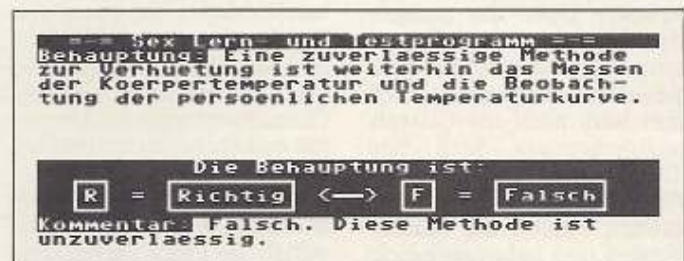 =-= Sex Lern- und Testprogramm =-=
Behauptung: Eine zuverlaessige Methode
zur Verhuetung ist weiterhin das Messen
der Koerpertemperatur und die Beobach-
tung der persoenlichen Temperaturkurve.
Die Behauptung ist:
R = Richtig <--> F = Falsch
Kommentar: Falsch. Diese Methode ist
unzuverlaessig.